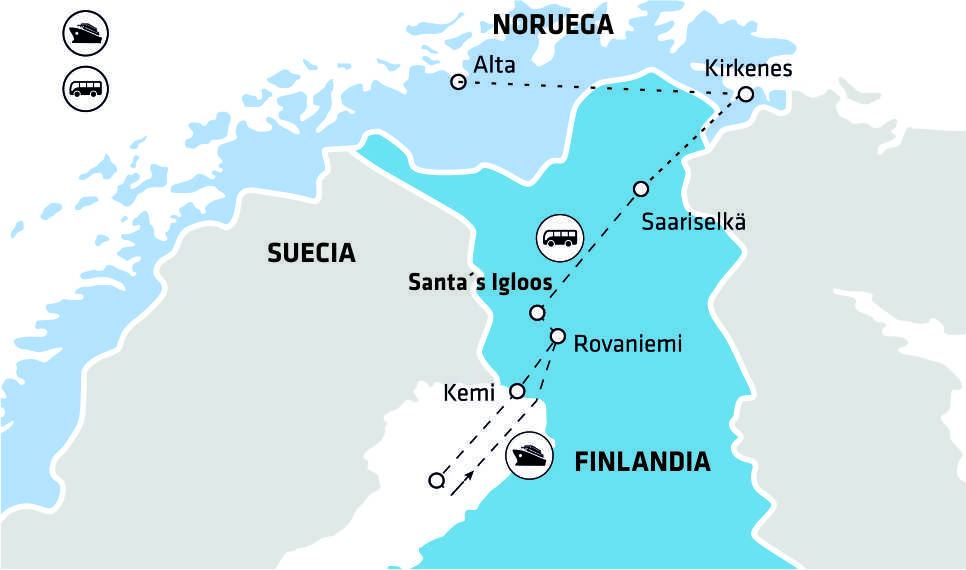 NORUEGA
Alta
Kirkenes
Saariselkä
SUECIA
Santa´s Igloos
Rovaniemi
Kemi
FINLANDIA